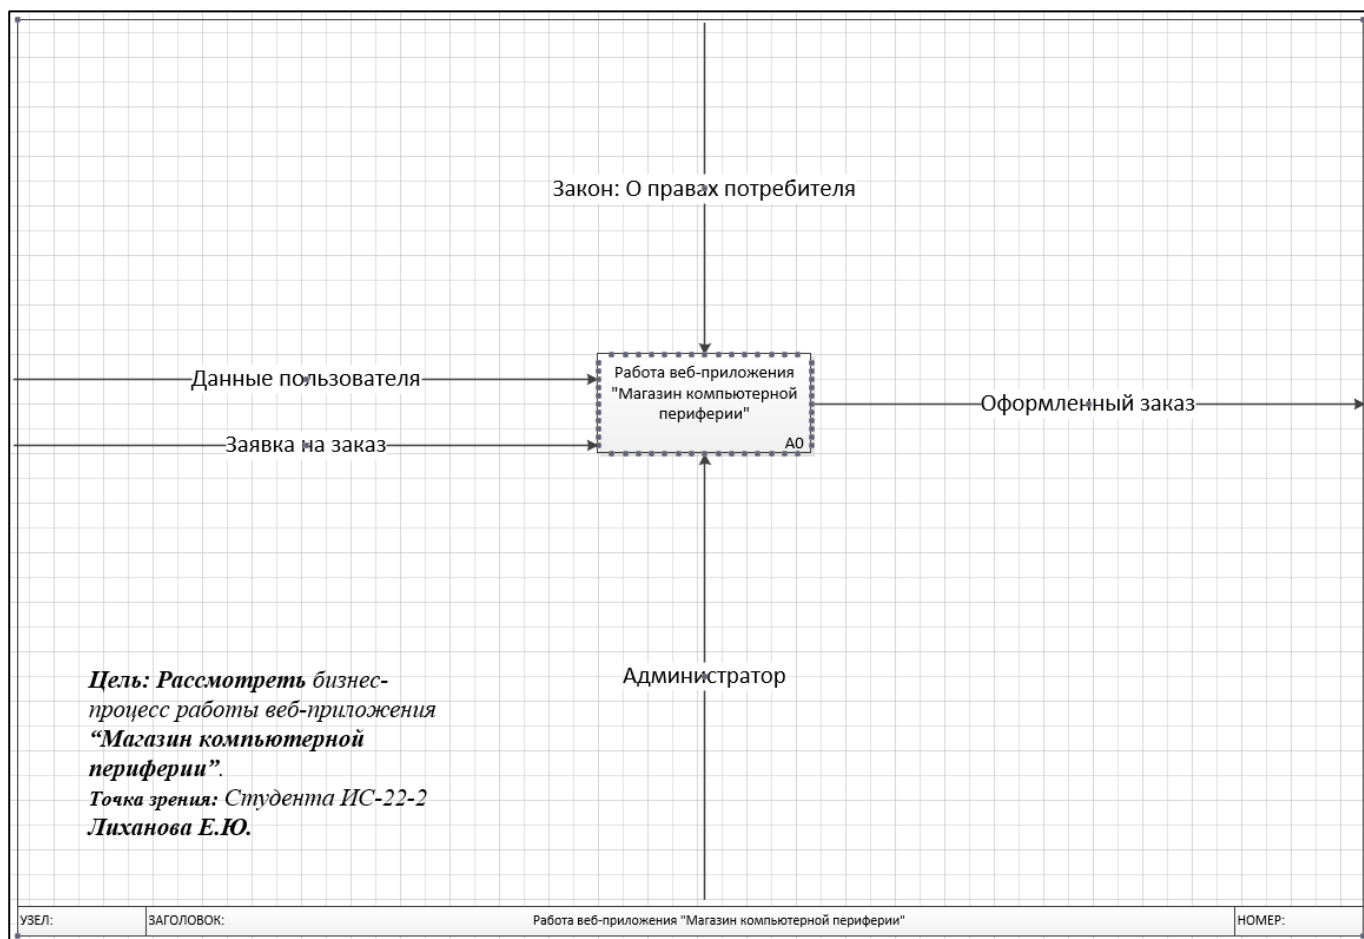 Закон: О правах потребителя
Данные пользователя
Работа веб-приложения
"Магазин компьютерной
периферии"
A0
Оформленный заказ
Заявка на заказ
Администратор
Цель: Рассмотреть бизнес-
процесс работы веб-приложения
“Магазин компьютерной
периферии”.
Точка зрения: Студента ИС-22-2
Лиханова Е.Ю.
УЗЕЛ:
ЗАГОЛОВОК:
Работа веб-приложения "Магазин компьютерной периферии"
НОМЕР: